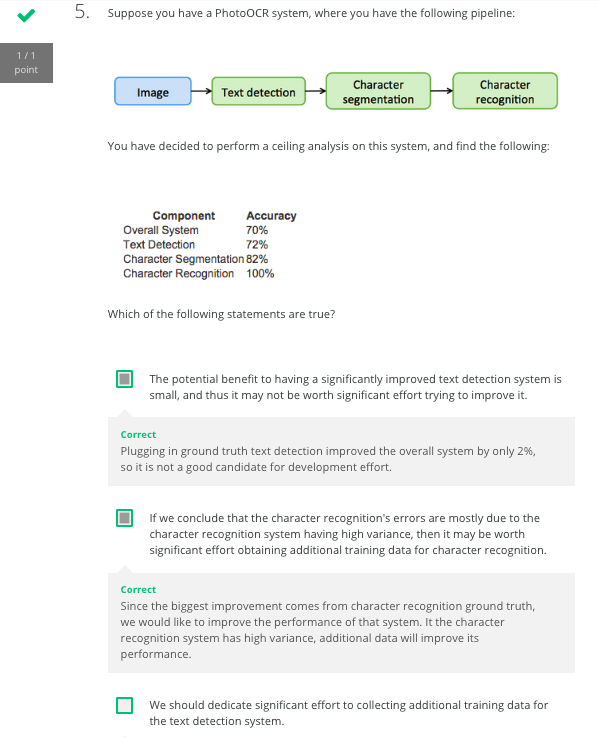 5. Suppose you have a PhotoOCR system, where you have the following pipeline:
1 / 1
point
Image
Text detection
Character
segmentation
Character
recognition
You have decided to perform a ceiling analysis on this system, and find the following:
Component Accuracy
Overall System 70%
Text Detection 72%
Character Segmentation 82%
Character Recognition 100%
Which of the following statements are true?
The potential benefit to having a significantly improved text detection system is
small, and thus it may not be worth significant effort trying to improve it.
Correct
Plugging in ground truth text detection improved the overall system by only 2%,
so it is not a good candidate for development effort.
If we conclude that the character recognition's errors are mostly due to the
character recognition system having high variance, then it may be worth
significant effort obtaining additional training data for character recognition.
Correct
Since the biggest improvement comes from character recognition ground truth,
we would like to improve the performance of that system. It the character
recognition system has high variance, additional data will improve its
performance.
We should dedicate significant effort to collecting additional training data for
the text detection system.